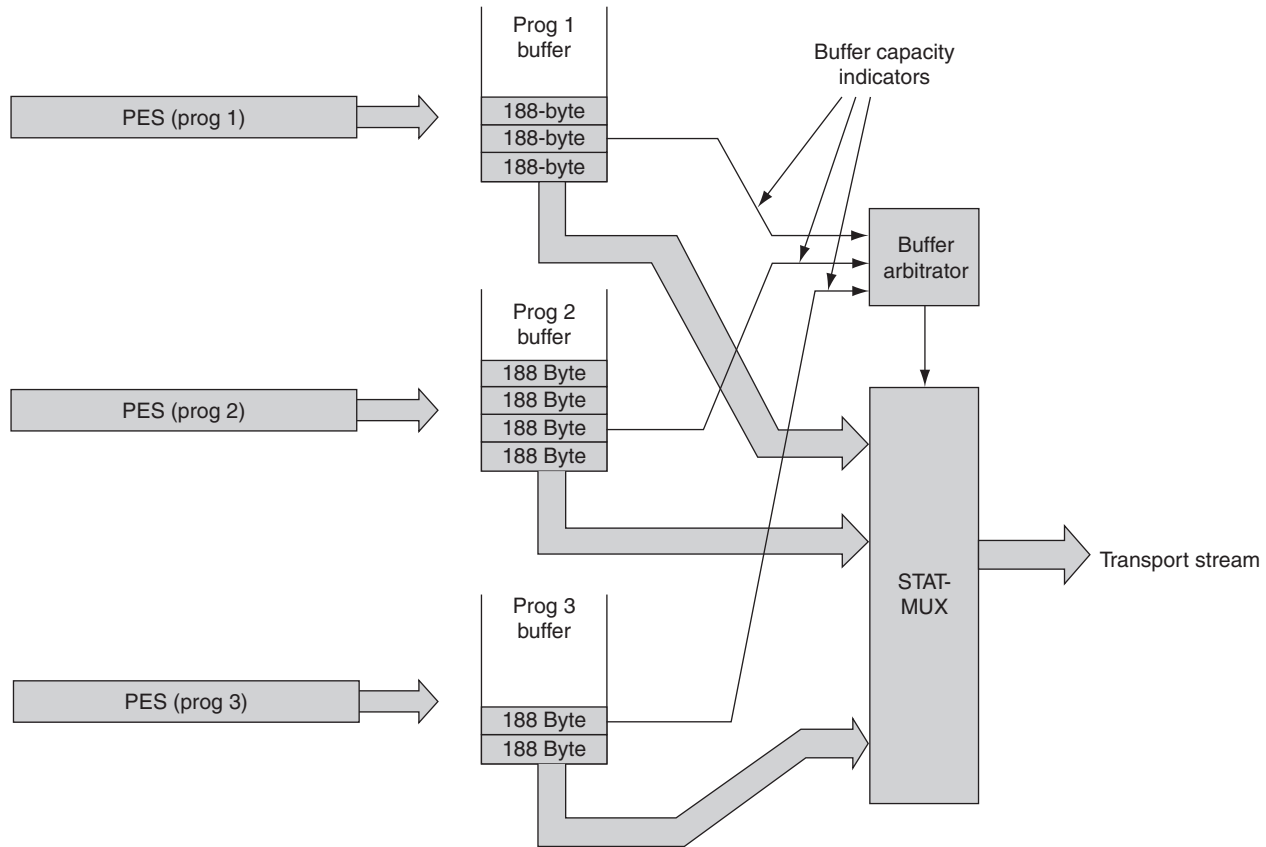 Prog 1
buffer
Buffer capacity
indicators
PES (prog 1)
188-byte
188-byte
188-byte
Buffer
arbitrator
Prog 2
buffer
PES (prog 2)
188 Byte
188 Byte
188 Byte
188 Byte
STAT-
MUX
Transport stream
Prog 3
buffer
PES (prog 3)
188 Byte
188 Byte